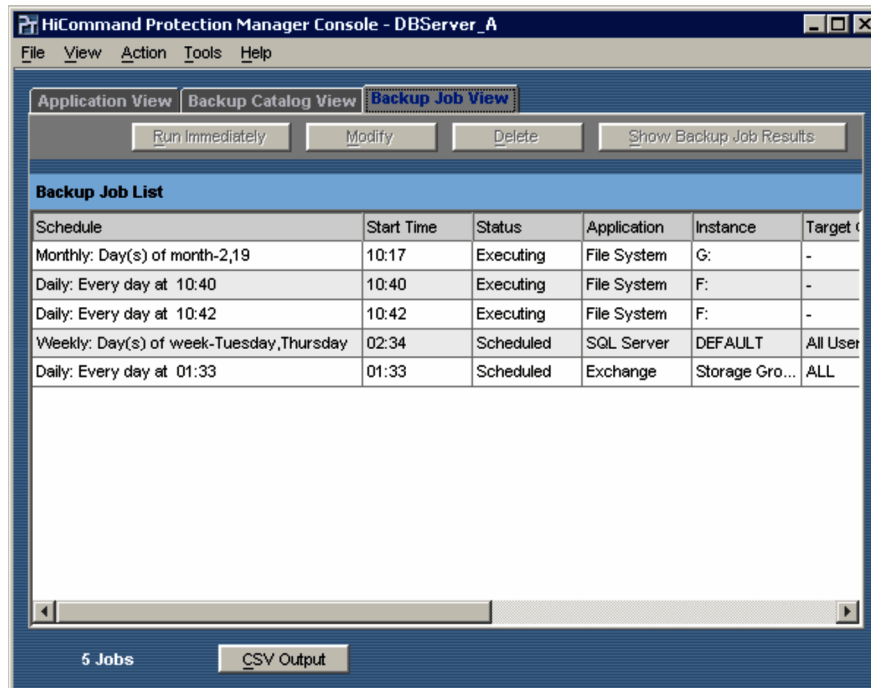 HiCommand Protection Manager Console - DBServer_A
File View Action Tools Help
Application View Backup Catalog View Backup Job View
Run Immediately Modify Delete Show Backup Job Results
Backup Job List
Schedule Start Time Status Application Instance Target
Monthly: Day(s) of month-2,19 10:17 Executing File System G: -
Daily: Every day at 10:40 10:40 Executing File System F: -
Daily: Every day at 10:42 10:42 Executing File System F: -
Weekly: Day(s) of week-Tuesday,Thursday 02:34 Scheduled SQL Server DEFAULT All User
Daily: Every day at 01:33 01:33 Scheduled Exchange Storage Gro... ALL
5 Jobs CSV Output